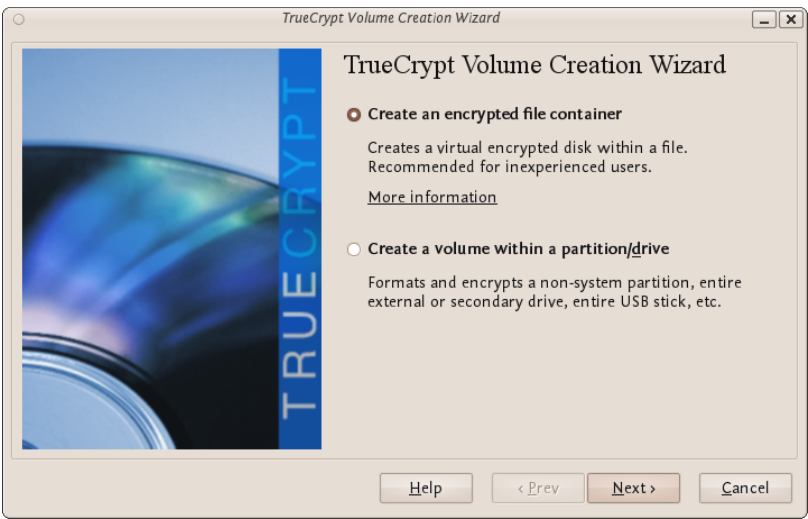 TrueCrypt Volume Creation Wizard
TRUECRYPT
TrueCrypt Volume Creation Wizard
Create an encrypted file container
Creates a virtual encrypted disk within a file.
Recommended for inexperienced users.
More information
Create a volume within a partition/drive
Formats and encrypts a non-system partition, entire
external or secondary drive, entire USB stick, etc.
Help
< Prev
Next >
Cancel